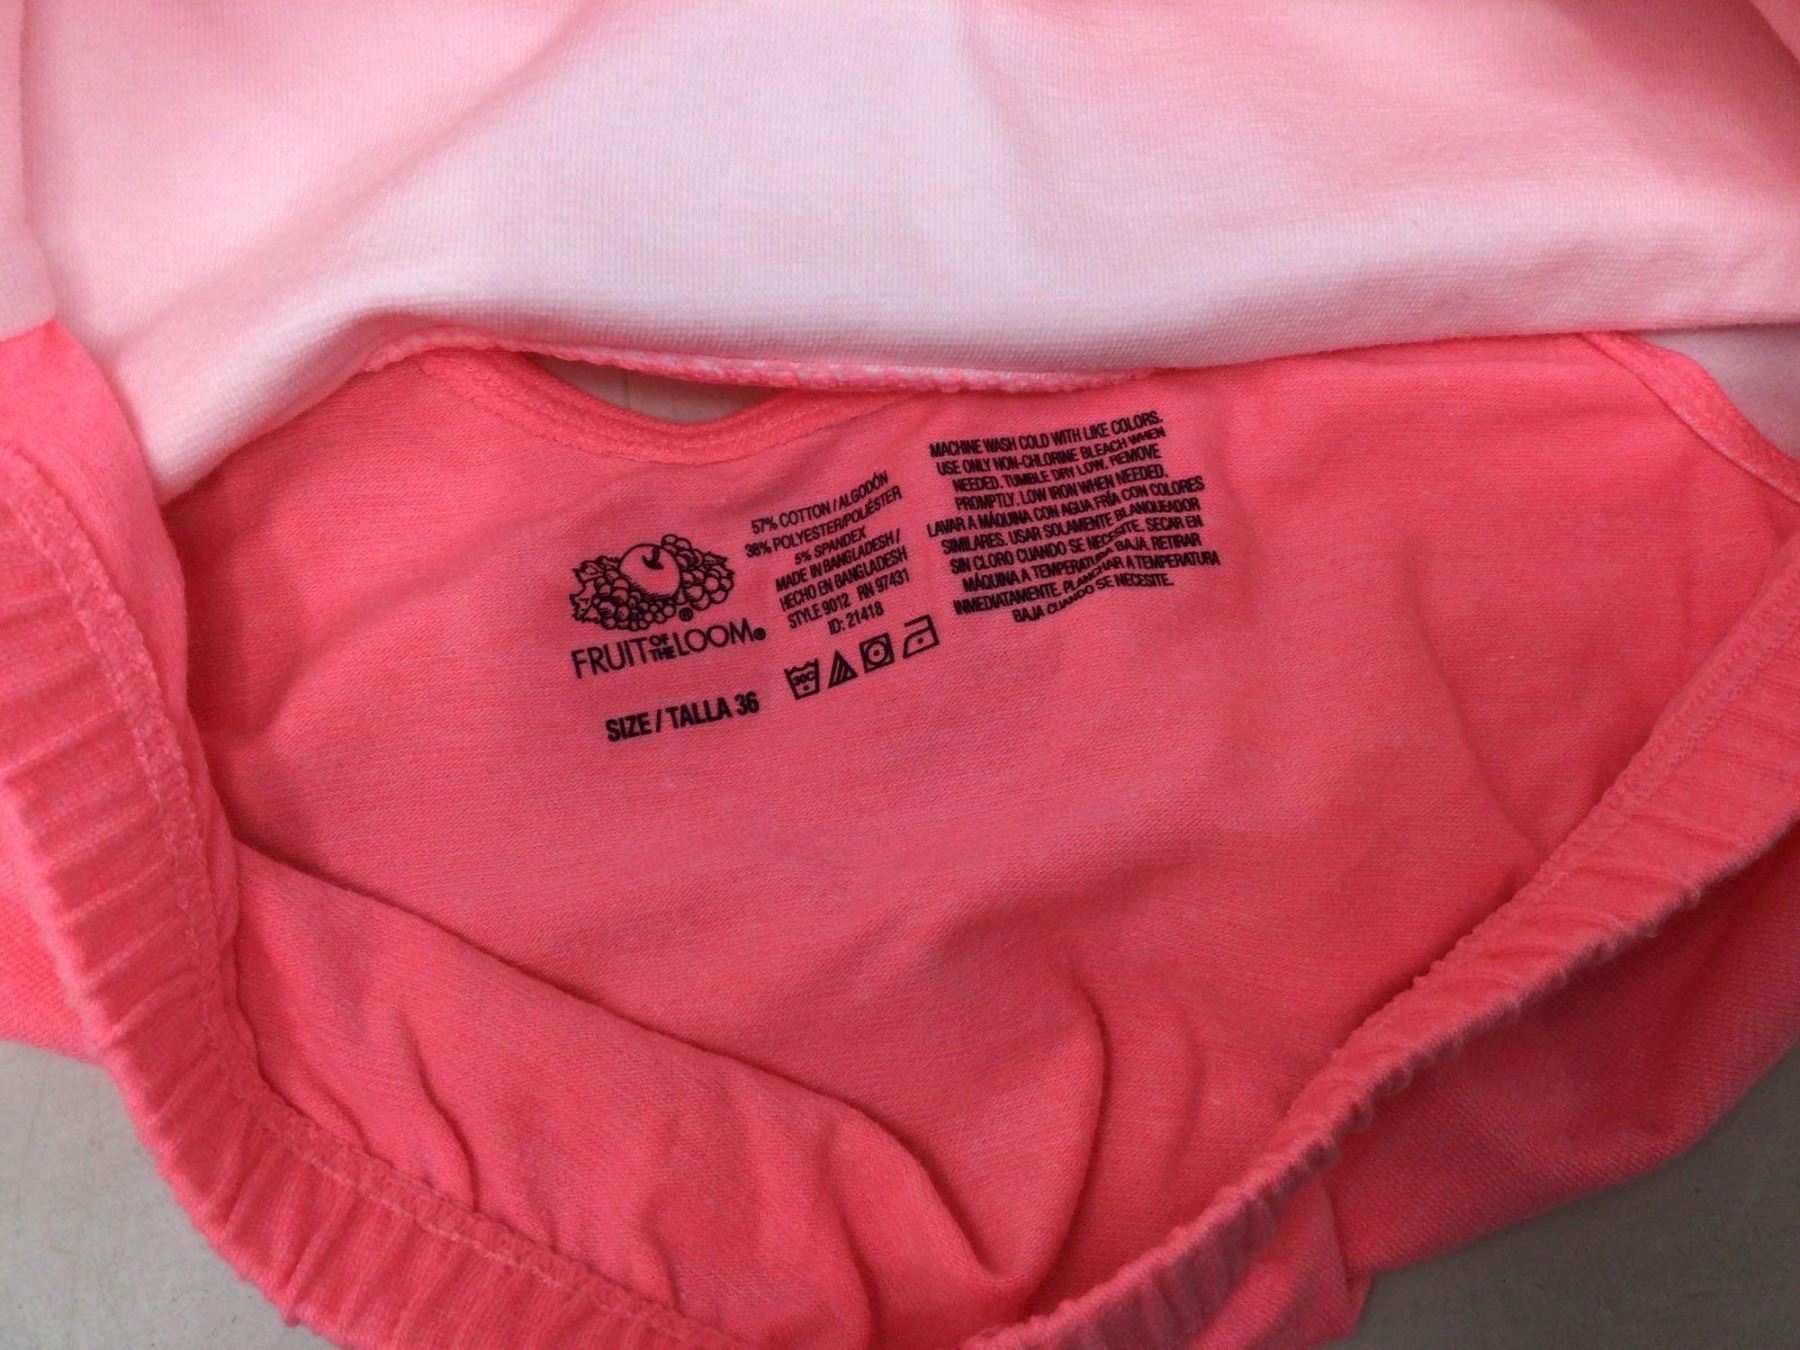 FRUIT OF THE LOOM®
SIZE / TALLA 36
57% COTTON / ALGODÓN
38% POLYESTER/POLIÉSTER
5% SPANDEX
MADE IN BANGLADESH /
HECHO EN BANGLADESH
STYLE 9012 RN 97431
ID: 21418
30C
MACHINE WASH COLD WITH LIKE COLORS.
USE ONLY NON-CHLORINE BLEACH WHEN
NEEDED. TUMBLE DRY LOW. REMOVE
PROMPTLY. LOW IRON WHEN NEEDED.
LAVAR A MÁQUINA CON AGUA FRÍA CON COLORES
SIMILARES. USAR SOLAMENTE BLANQUEADOR
SIN CLORO CUANDO SE NECESITE. SECAR EN
MÁQUINA A TEMPERATURA BAJA. RETIRAR
INMEDIATAMENTE. PLANCHAR A TEMPERATURA
BAJA CUANDO SE NECESITE.